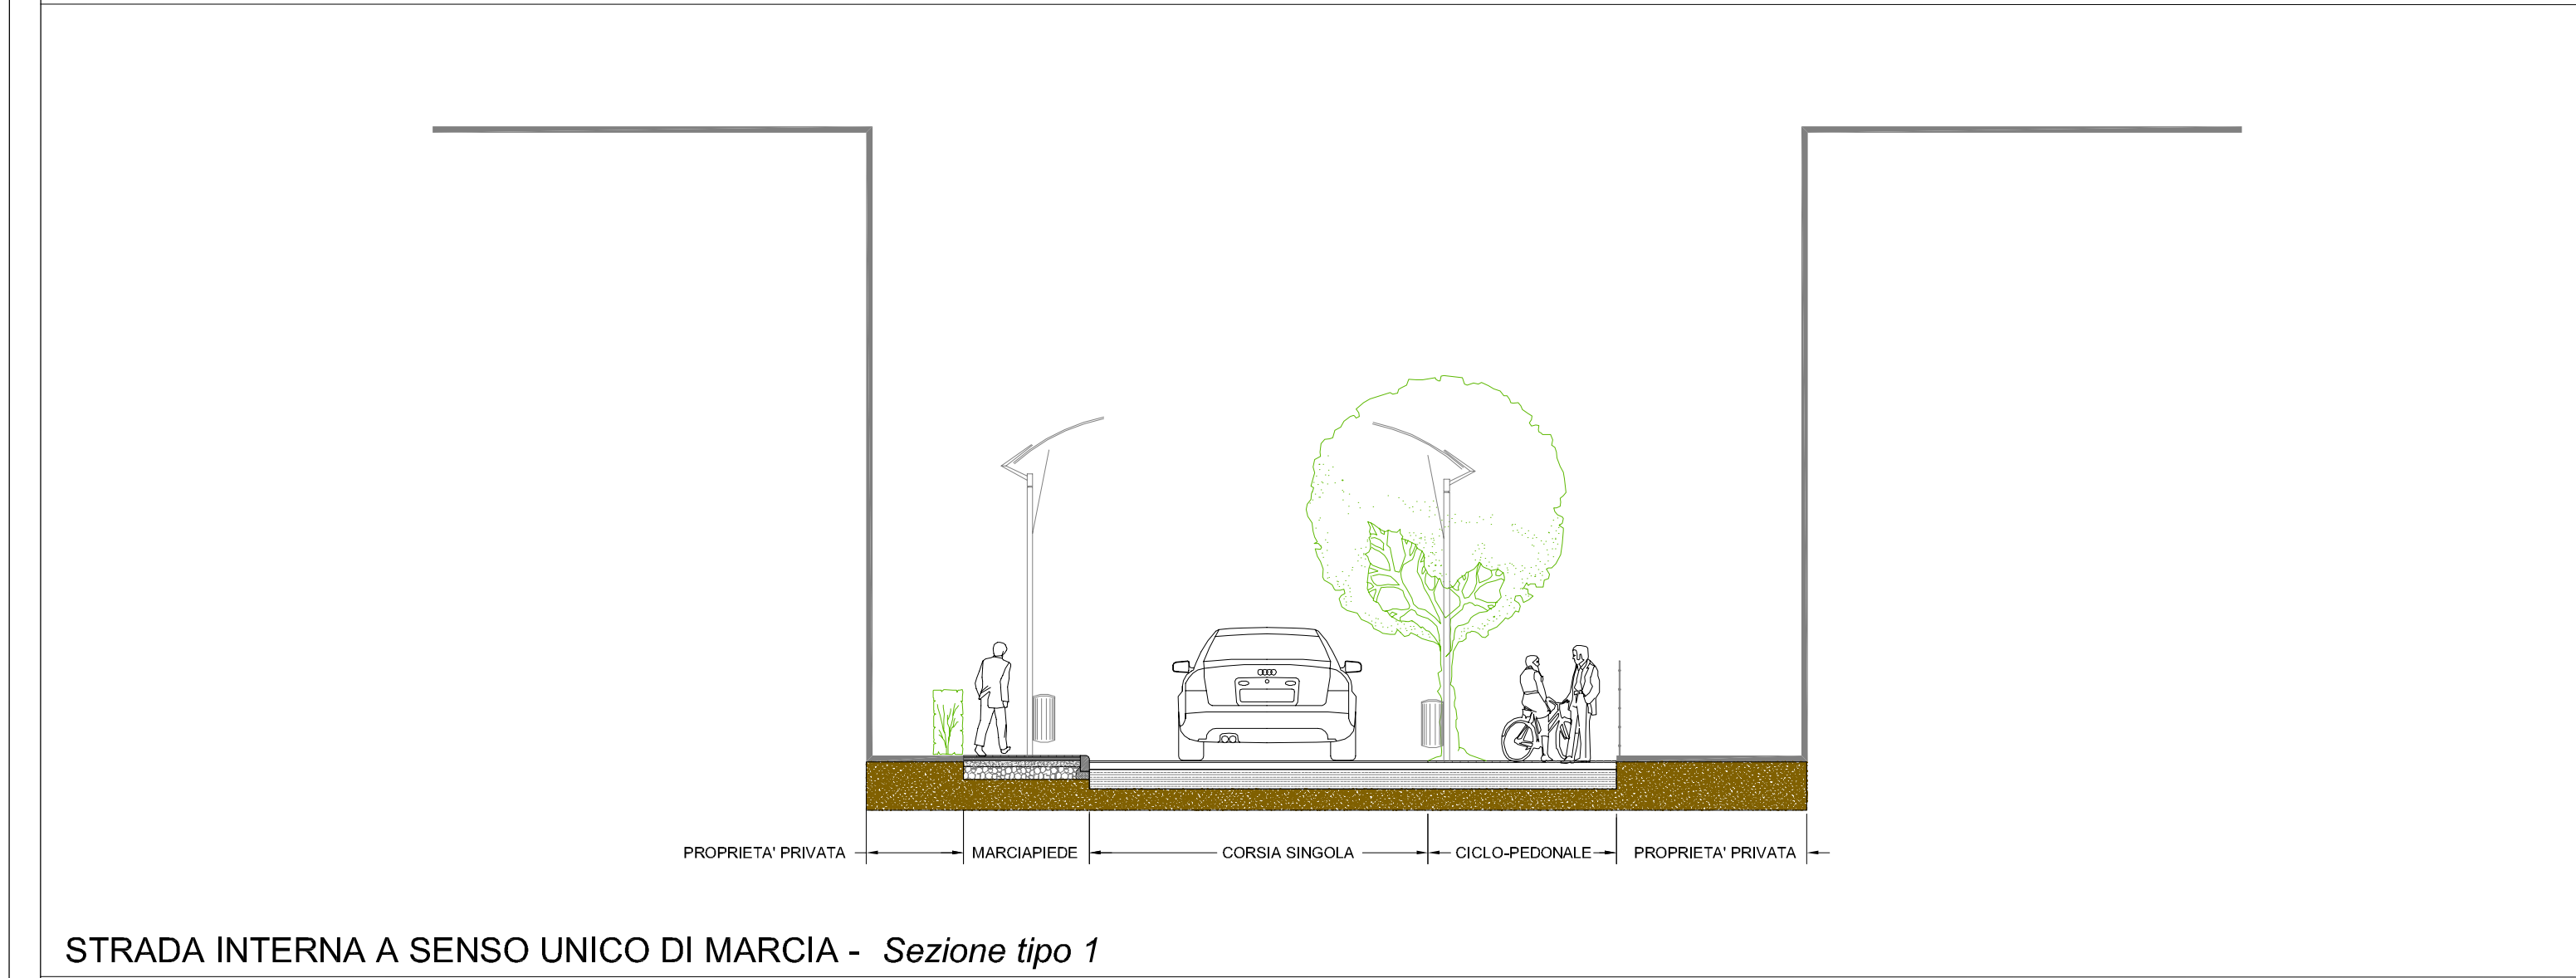 PROPRIETA' PRIVATA MARCIAPIEDE CORSIA SINGOLA CICLO-PEDONALE PROPRIETA' PRIVATA
STRADA INTERNA A SENSO UNICO DI MARCIA - Sezione tipo 1